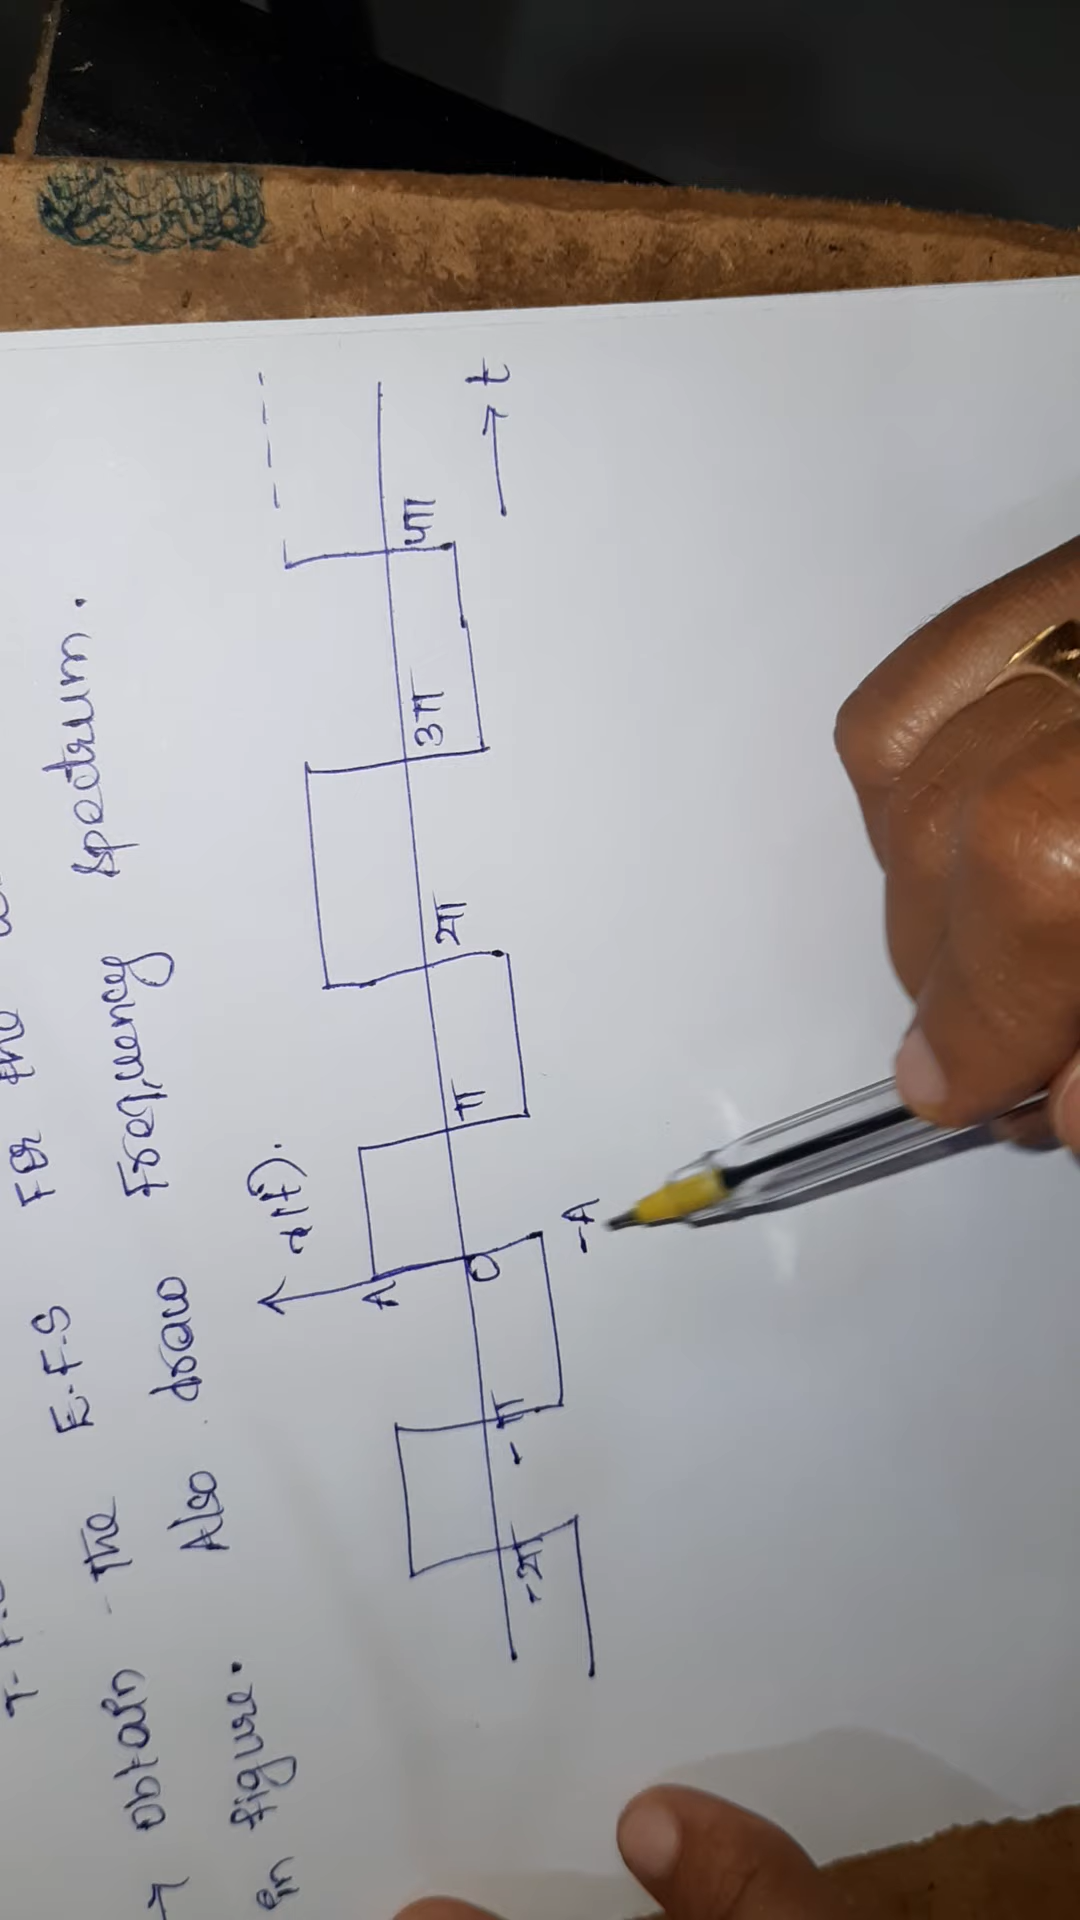 obtain the E.F.S For the
in figure. Also draw Frequency spectrum.
x(t).
A
-2π -π 0 π 2π 3π 4π
→ t
-A